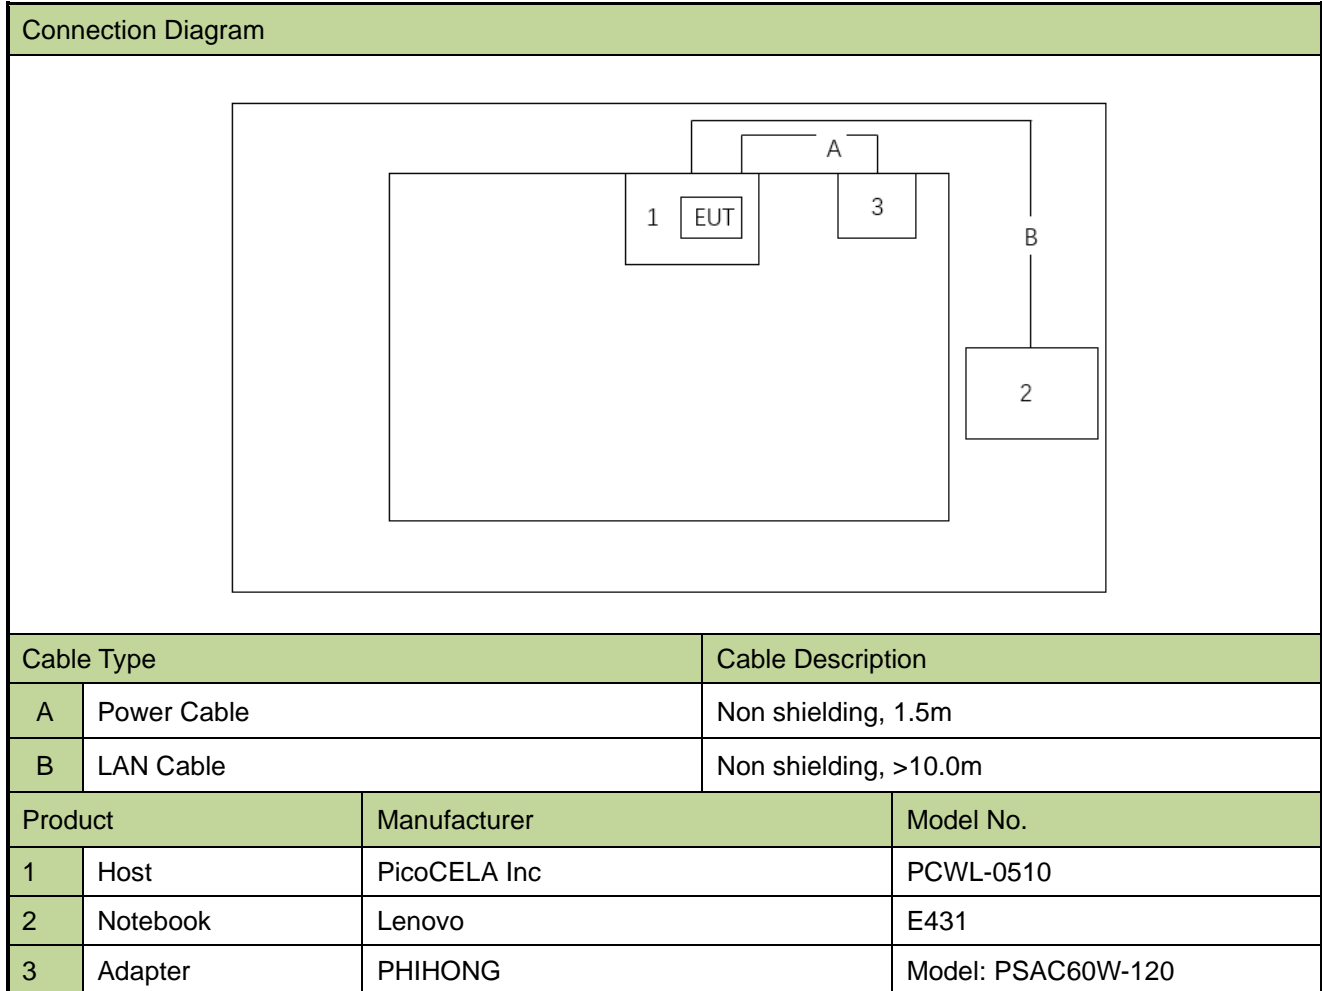 Connection Diagram
A
1 EUT 3
B
2
Cable Type Cable Description
A Power Cable Non shielding, 1.5m
B LAN Cable Non shielding, >10.0m
Product Manufacturer Model No.
1 Host PicoCELA Inc PCWL-0510
2 Notebook Lenovo E431
3 Adapter PHIHONG Model: PSAC60W-120